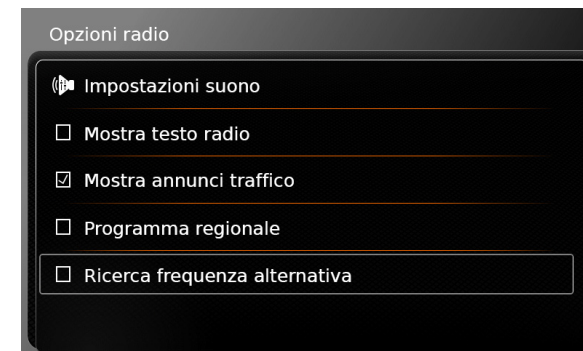 Opzioni radio
Impostazioni suono
Mostra testo radio
Mostra annunci traffico
Programma regionale
Ricerca frequenza alternativa